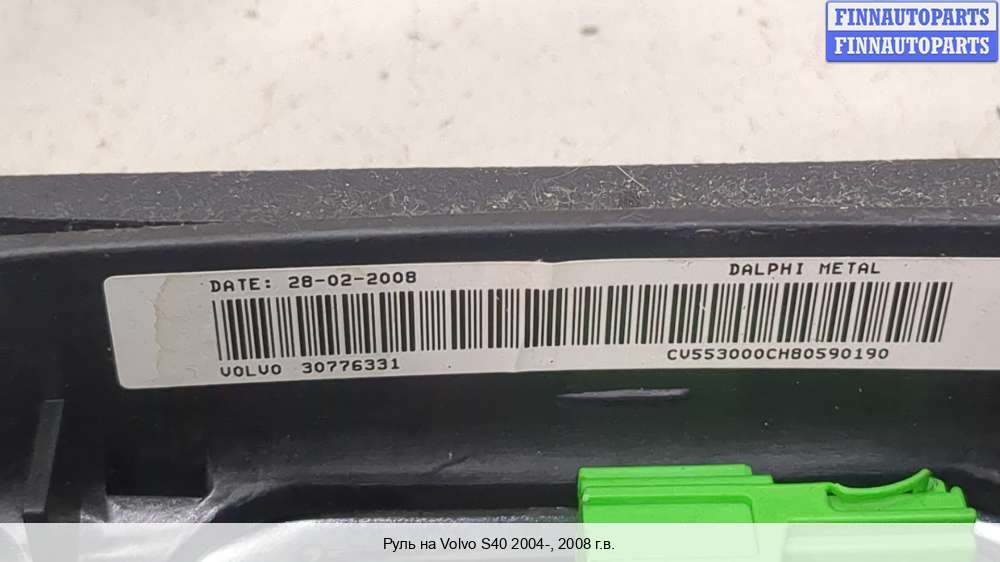 FINNAUTOPARTS
FINNAUTOPARTS
DATE: 28-02-2008
DALPHI METAL
VOLVO 30776331
CV553000CH80590190
Руль на Volvo S40 2004-, 2008 г.в.